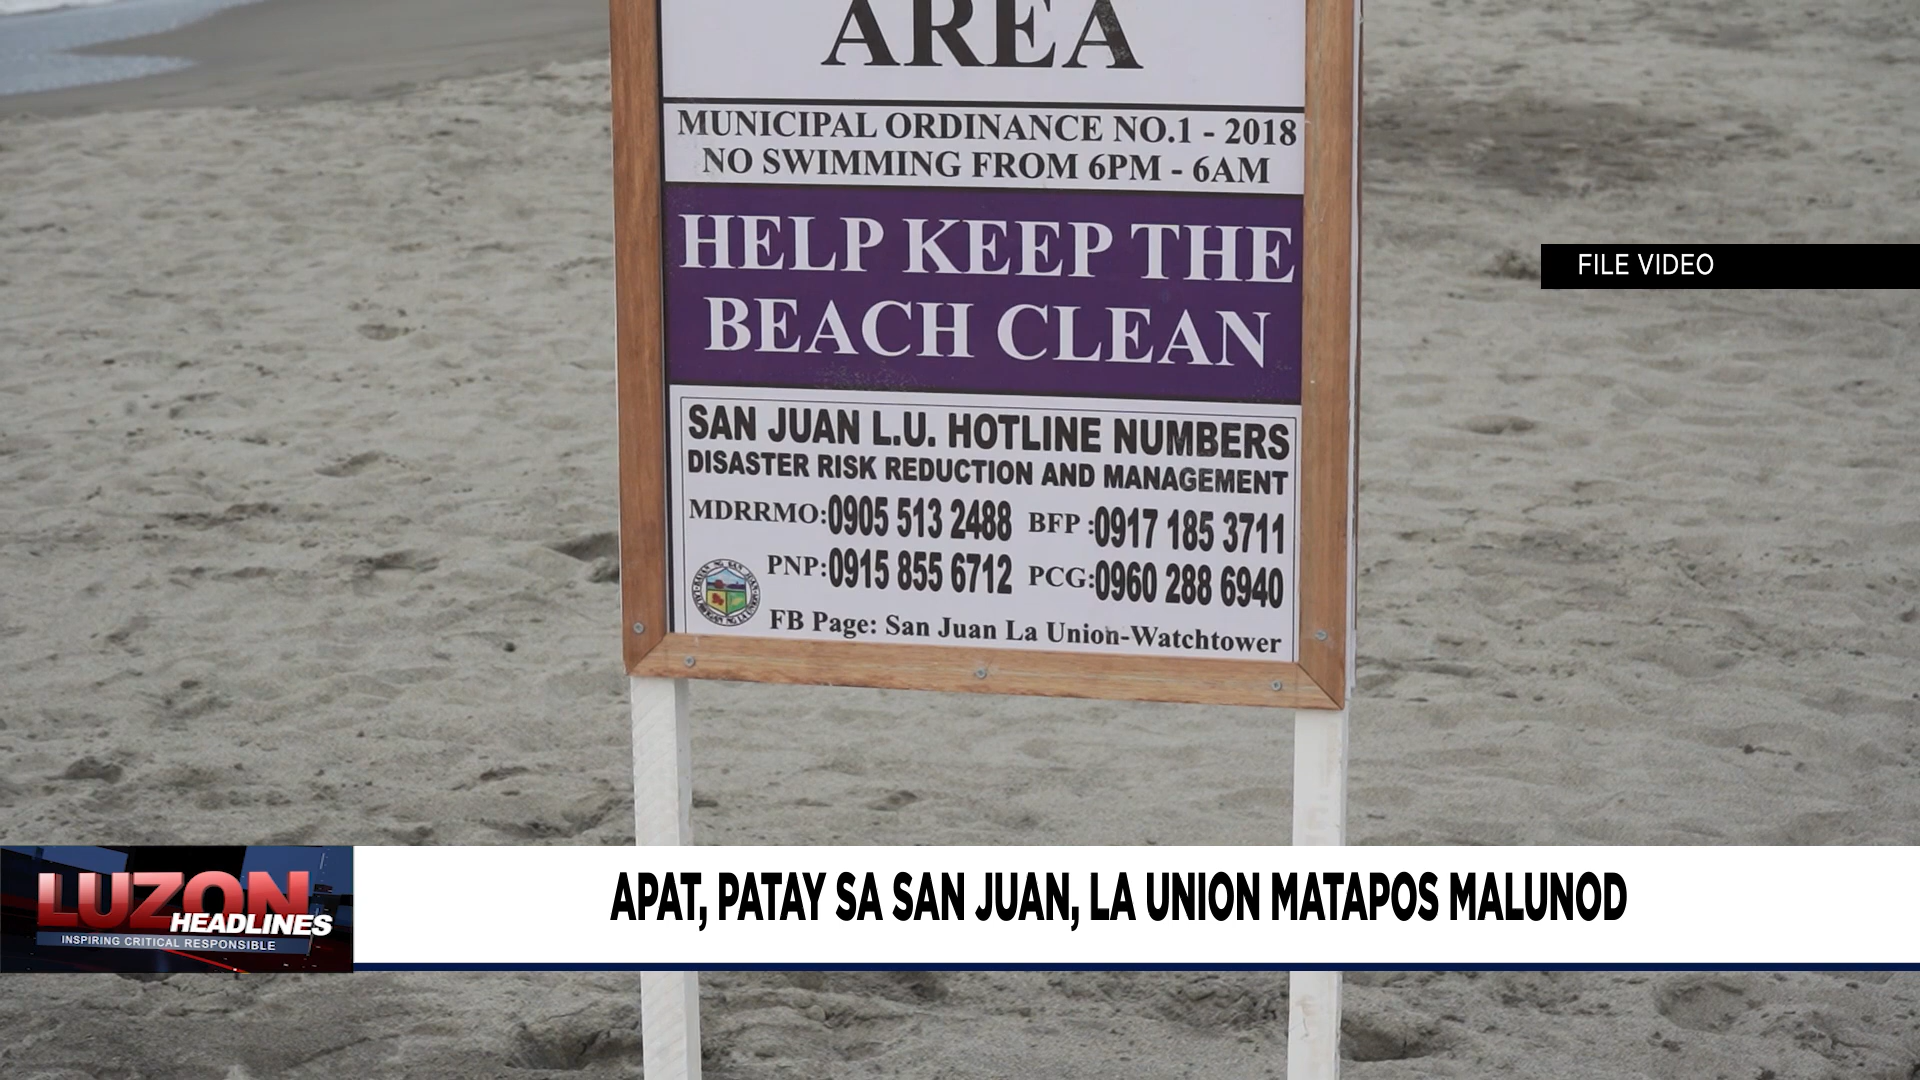 AREA
MUNICIPAL ORDINANCE NO.1 - 2018
NO SWIMMING FROM 6PM - 6AM
HELP KEEP THE
BEACH CLEAN
SAN JUAN L.U. HOTLINE NUMBERS
DISASTER RISK REDUCTION AND MANAGEMENT
MDRRMO:0905 513 2488 BFP :0917 185 3711
PNP:0915 855 6712 PCG:0960 288 6940
FB Page: San Juan La Union-Watchtower
FILE VIDEO
LUZON
HEADLINES
INSPIRING CRITICAL RESPONSIBLE
APAT, PATAY SA SAN JUAN, LA UNION MATAPOS MALUNOD